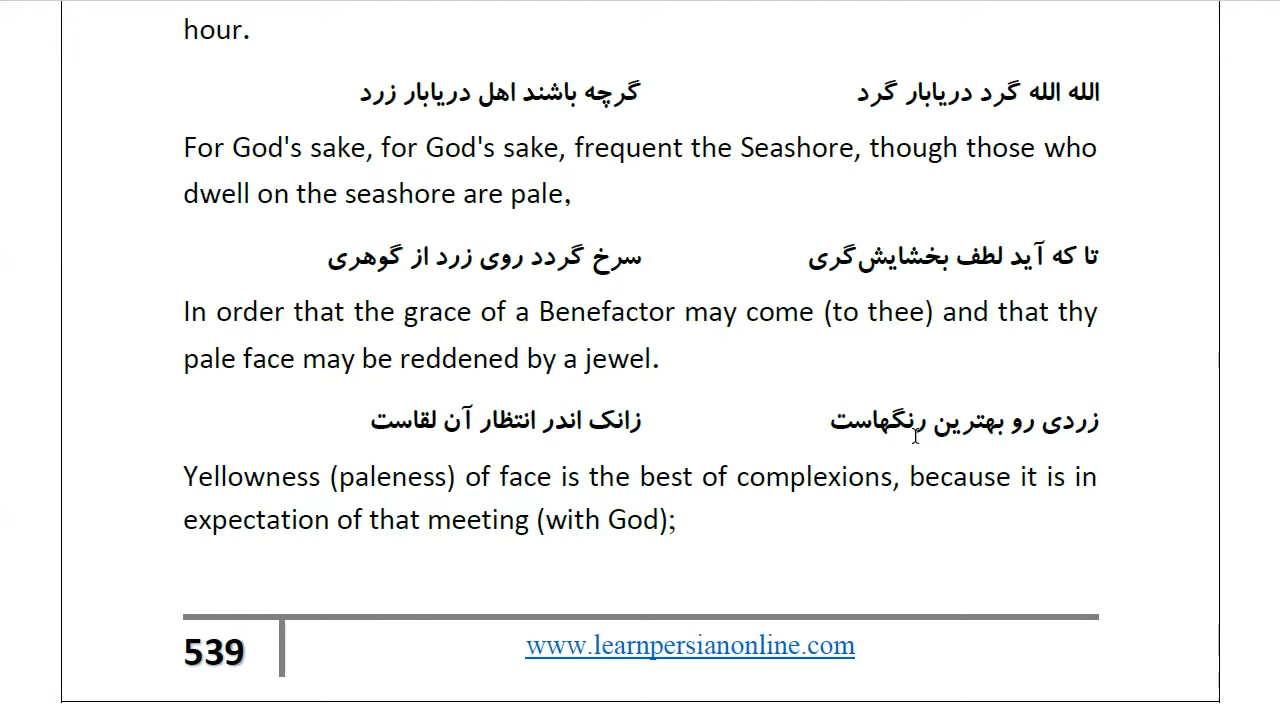 hour.
الله الله گرد دریابار گرد گرچه باشند اهل دریابار زرد
For God's sake, for God's sake, frequent the Seashore, though those who
dwell on the seashore are pale,
تا که آید لطف بخشایش‌گری سرخ گردد روی زرد از گوهری
In order that the grace of a Benefactor may come (to thee) and that thy
pale face may be reddened by a jewel.
زردی رو بهترین رنگهاست زانک اندر انتظار آن لقاست
Yellowness (paleness) of face is the best of complexions, because it is in
expectation of that meeting (with God);
539 www.learnpersianonline.com